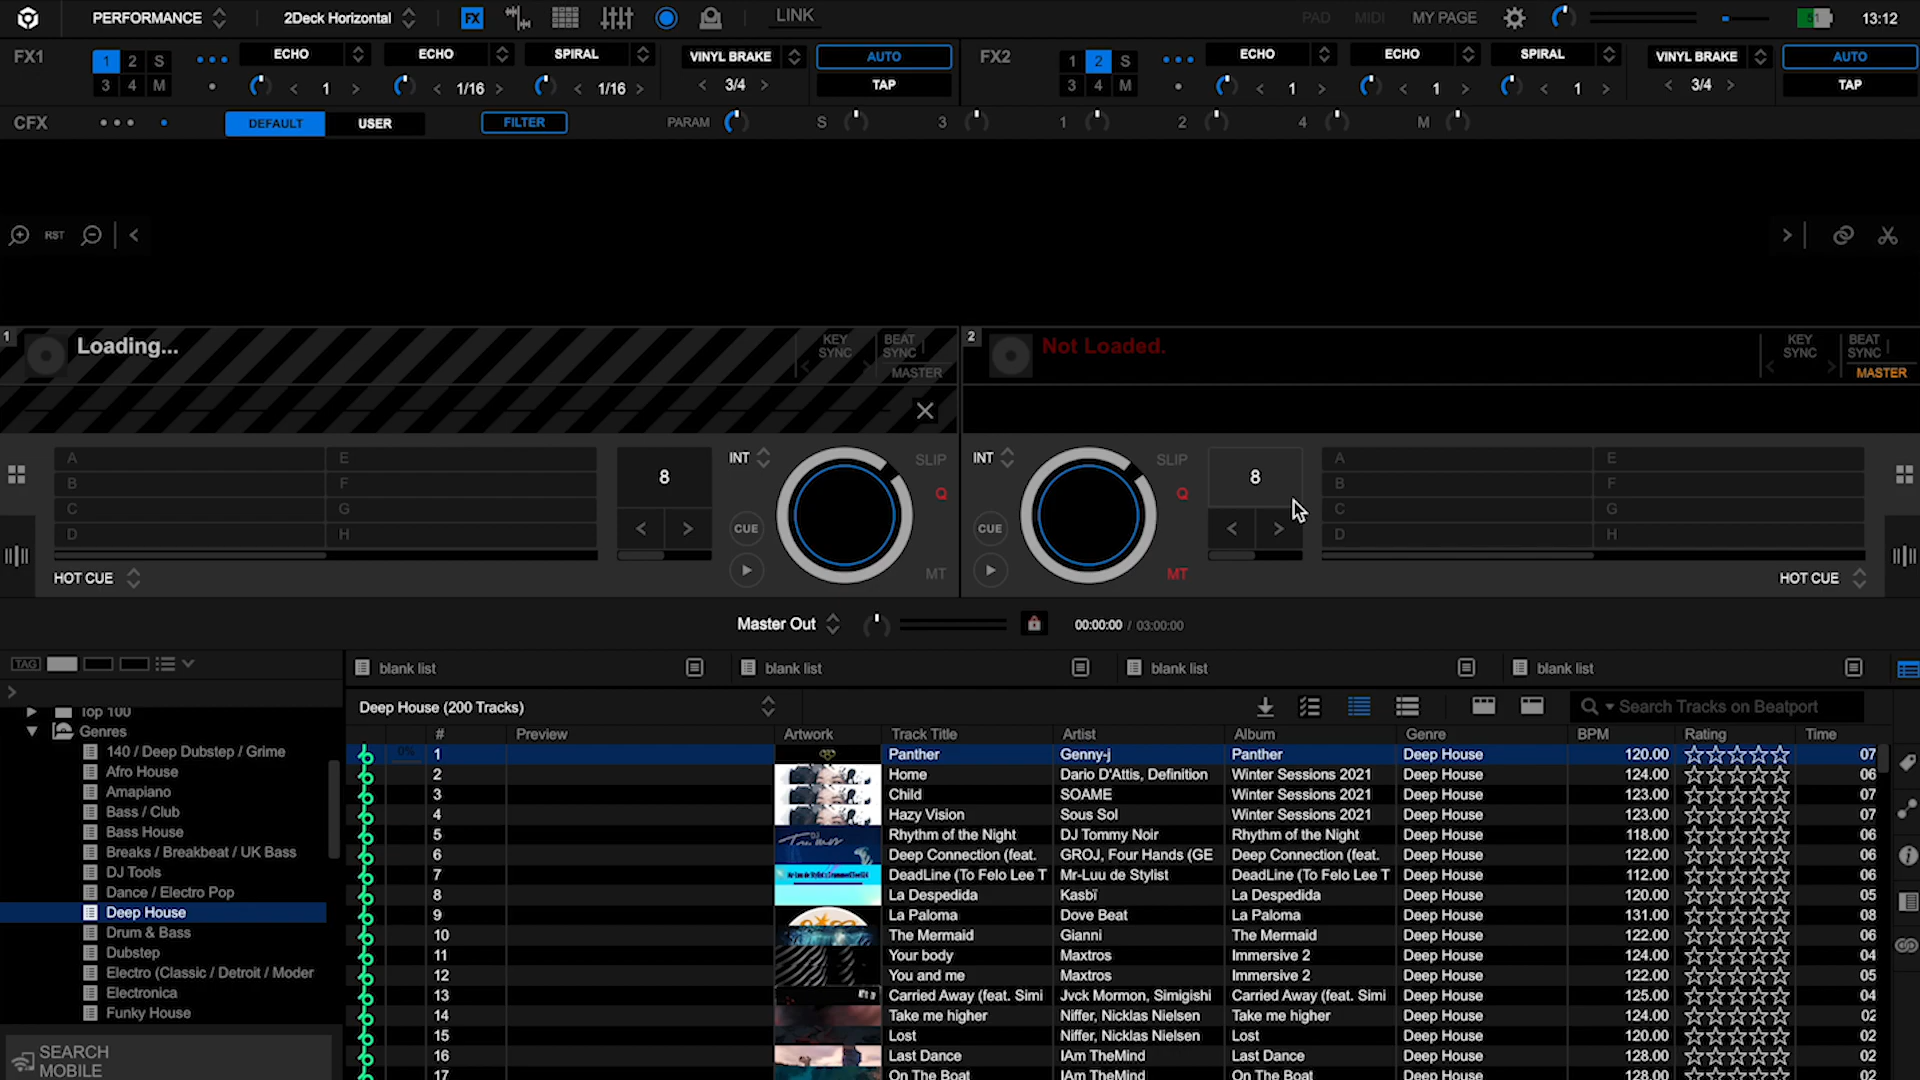 PERFORMANCE 2Deck Horizontal FX LINK PAD MIDI MY PAGE 51 13:12
FX1 1 2 S ECHO ECHO SPIRAL VINYL BRAKE AUTO FX2 1 2 S ECHO ECHO SPIRAL VINYL BRAKE AUTO
3 4 M < 1 > < 1/16 > < 1/16 > < 3/4 > TAP 3 4 M < 1 > < 1 > < 1 > < 3/4 > TAP
CFX DEFAULT USER FILTER PARAM S 3 1 2 4 M
RST < >
1 Loading... KEY SYNC BEAT SYNC MASTER 2 Not Loaded. KEY SYNC BEAT SYNC MASTER
A E 8 INT SLIP INT SLIP 8 A E
B F Q Q B F
C G C G
D H < > CUE CUE < > D H
HOT CUE MT MT HOT CUE
Master Out 00:00:00 / 03:00:00
TAG blank list blank list blank list blank list
Deep House (200 Tracks) Search Tracks on Beatport
Top 100
Genres
140 / Deep Dubstep / Grime
Afro House
Amapiano
Bass / Club
Bass House
Breaks / Breakbeat / UK Bass
DJ Tools
Dance / Electro Pop
Deep House
Drum & Bass
Dubstep
Electro (Classic / Detroit / Moder
Electronica
Funky House
SEARCH
MOBILE
# Preview Artwork Track Title Artist Album Genre BPM Rating Time
0% 1 Panther Genny-j Panther Deep House 120.00 07
2 Home Dario D'Attis, Definition Winter Sessions 2021 Deep House 124.00 06
3 Child SOAME Winter Sessions 2021 Deep House 123.00 07
4 Hazy Vision Sous Sol Winter Sessions 2021 Deep House 123.00 07
5 Rhythm of the Night DJ Tommy Noir Rhythm of the Night Deep House 118.00 06
6 Deep Connection (feat. GROJ, Four Hands (GE Deep Connection (feat. Deep House 122.00 06
7 DeadLine (To Felo Lee T Mr-Luu de Stylist DeadLine (To Felo Lee T Deep House 112.00 06
8 La Despedida Kasbï La Despedida Deep House 120.00 05
9 La Paloma Dove Beat La Paloma Deep House 131.00 08
10 The Mermaid Gianni The Mermaid Deep House 122.00 06
11 Your body Maxtros Immersive 2 Deep House 124.00 04
12 You and me Maxtros Immersive 2 Deep House 122.00 05
13 Carried Away (feat. Simi Jvck Mormon, Simigishi Carried Away (feat. Simi Deep House 125.00 04
14 Take me higher Niffer, Nicklas Nielsen Take me higher Deep House 124.00 02
15 Lost Niffer, Nicklas Nielsen Lost Deep House 120.00 02
16 Last Dance IAm TheMind Last Dance Deep House 128.00 02
17 On The Boat IAm TheMind On The Boat Deep House 128.00 02